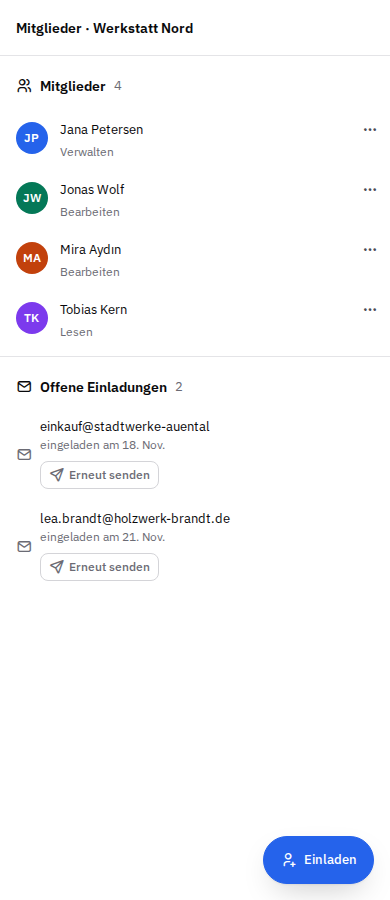 Mitglieder · Werkstatt Nord
Mitglieder 4
JP
Jana Petersen
Verwalten
JW
Jonas Wolf
Bearbeiten
MA
Mira Aydın
Bearbeiten
TK
Tobias Kern
Lesen
Offene Einladungen 2
einkauf@stadtwerke-auental
eingeladen am 18. Nov.
Erneut senden
lea.brandt@holzwerk-brandt.de
eingeladen am 21. Nov.
Erneut senden
Einladen